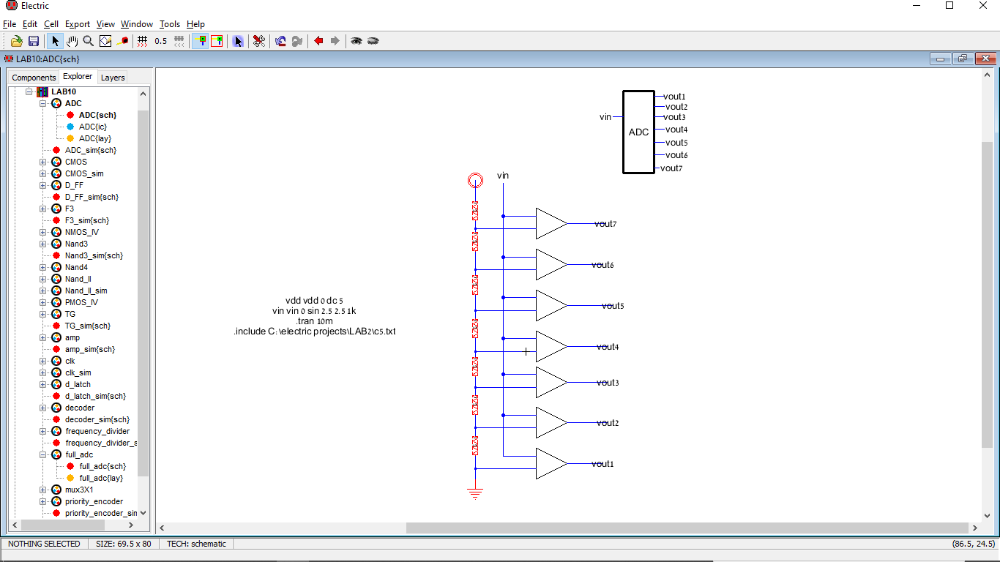 Electric
File Edit Cell Export View Window Tools Help
0.5
LAB10:ADC{sch}
Components Explorer Layers
LAB10
ADC
ADC{sch}
ADC{ic}
ADC{lay}
ADC_sim{sch}
CMOS
CMOS_sim
D_FF
D_FF_sim{sch}
F3
F3_sim{sch}
NMOS_IV
Nand3
Nand3_sim{sch}
Nand4
Nand_II
Nand_II_sim
PMOS_IV
TG
TG_sim{sch}
amp
amp_sim{sch}
clk
clk_sim
d_latch
d_latch_sim{sch}
decoder
decoder_sim{sch}
frequency_divider
frequency_divider_s
full_adc
full_adc{sch}
full_adc{lay}
mux3X1
priority_encoder
priority_encoder_sin
vin
ADC
vout1
vout2
vout3
vout4
vout5
vout6
vout7
vin
vout7
vout6
vout5
vout4
vout3
vout2
vout1
vdd vdd 0 dc 5
vin vin 0 sin 2.5 2.5 1k
.tran 10m
.include C:\electric projects\LAB2\c5.txt
NOTHING SELECTED SIZE: 69.5 x 80 TECH: schematic (86.5, 24.5)